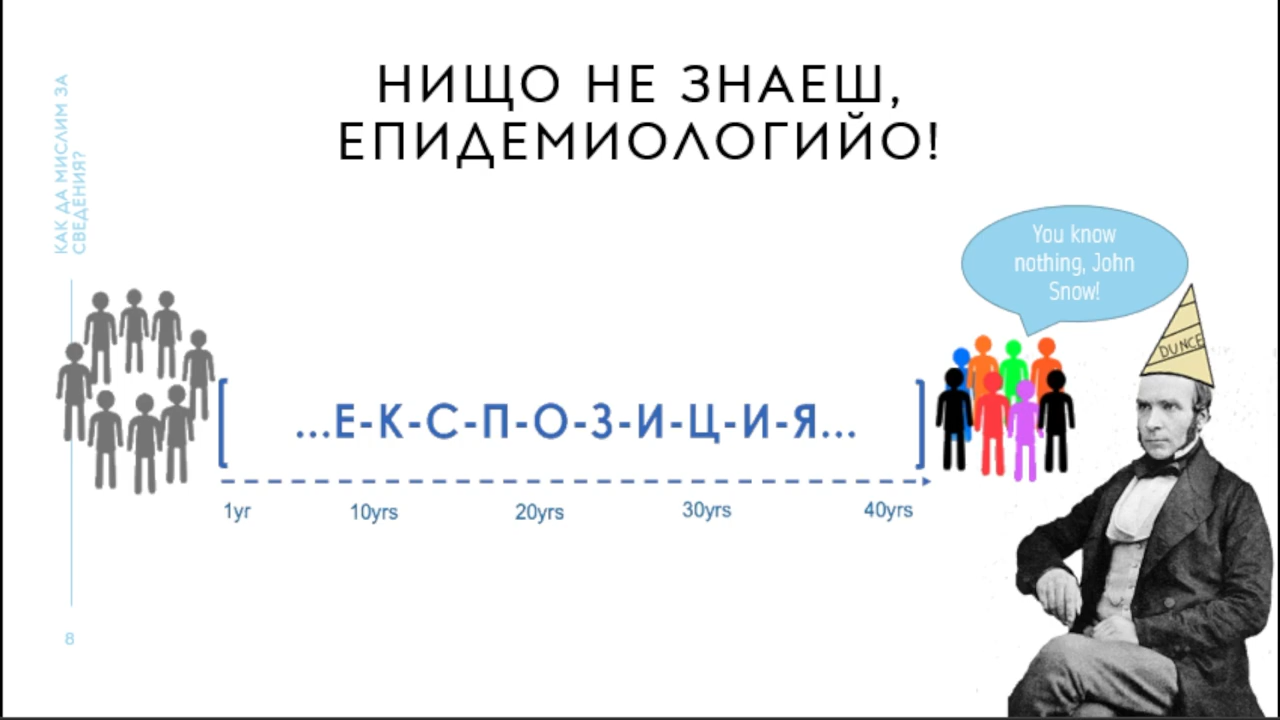 НИЩО НЕ ЗНАЕШ,
ЕПИДЕМИОЛОГИЙО!
КАК ДА МИСЛИМ ЗА
СВЕДЕНИЯ?
You know
nothing, John
Snow!
DUNCE
...Е-К-С-П-О-З-И-Ц-И-Я...
1yr 10yrs 20yrs 30yrs 40yrs
8